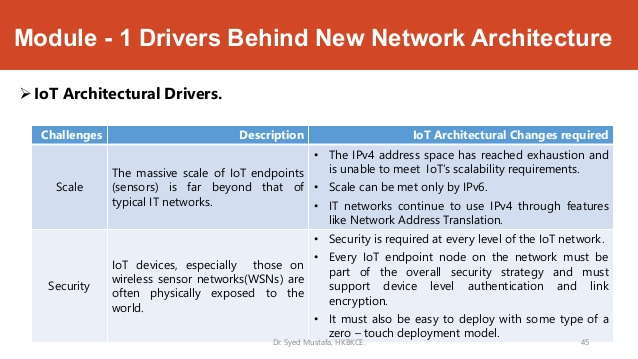 Module - 1 Drivers Behind New Network Architecture
➢IoT Architectural Drivers.
Challenges Description IoT Architectural Changes required
Scale
The massive scale of IoT endpoints
(sensors) is far beyond that of
typical IT networks.
• The IPv4 address space has reached exhaustion and
is unable to meet IoT's scalability requirements.
• Scale can be met only by IPv6.
• IT networks continue to use IPv4 through features
like Network Address Translation.
Security
IoT devices, especially those on
wireless sensor networks(WSNs) are
often physically exposed to the
world.
• Security is required at every level of the IoT network.
• Every IoT endpoint node on the network must be
part of the overall security strategy and must
support device level authentication and link
encryption.
• It must also be easy to deploy with some type of a
zero – touch deployment model.
Dr. Syed Mustafa, HKBKCE.
45